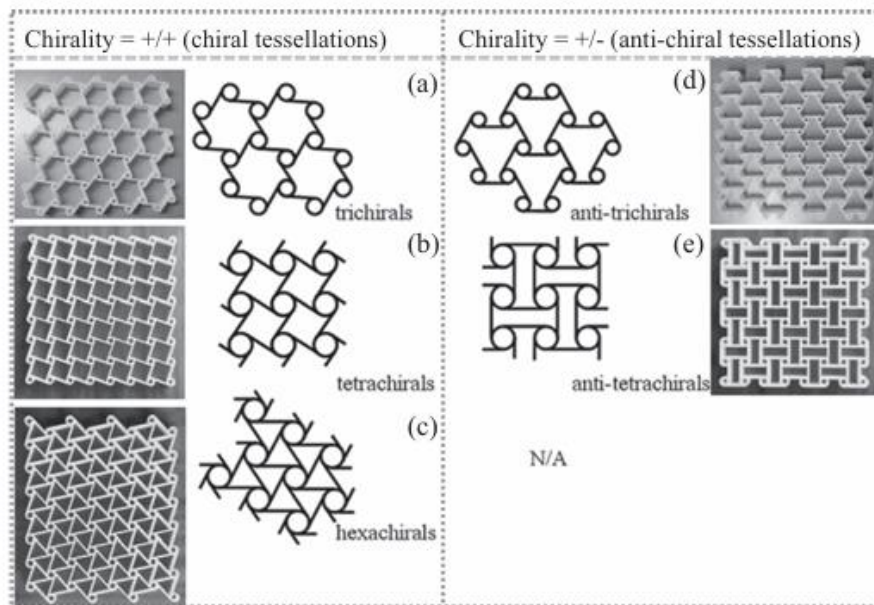 Chirality = +/+ (chiral tessellations)
Chirality = +/- (anti-chiral tessellations)
(a)
trichirals
(d)
anti-trichirals
(b)
tetrachirals
(e)
anti-tetrachirals
(c)
hexachirals
N/A